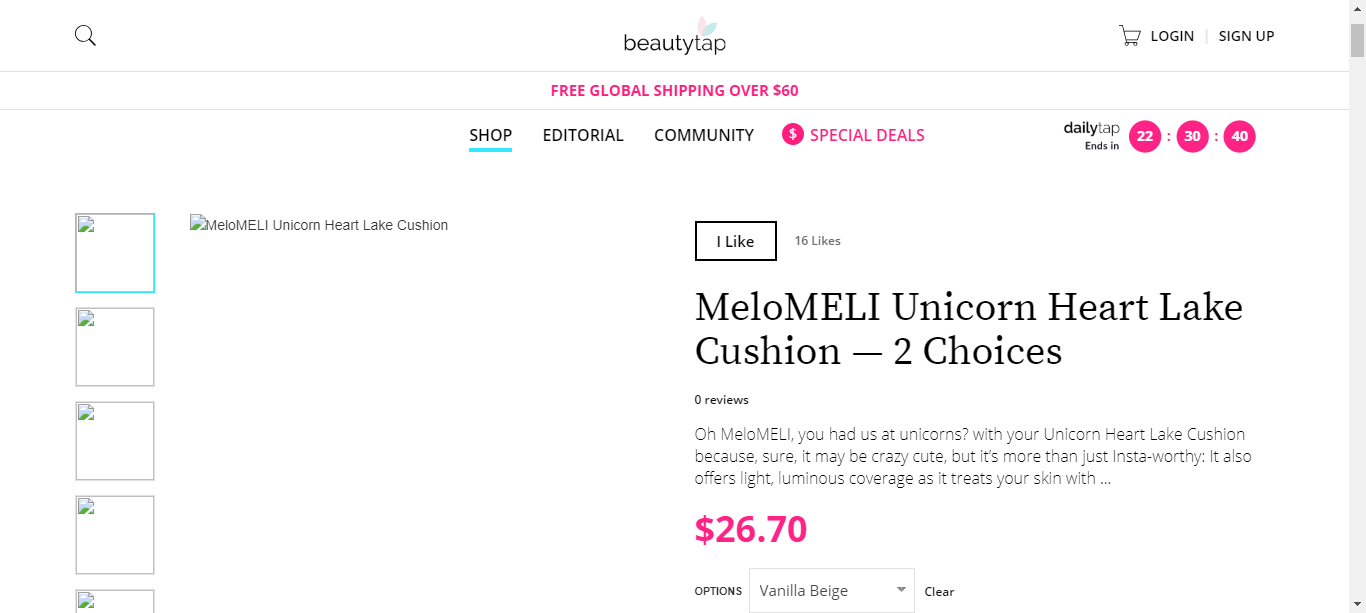 beautytap
LOGIN | SIGN UP
FREE GLOBAL SHIPPING OVER $60
SHOP EDITORIAL COMMUNITY $ SPECIAL DEALS
dailytap
Ends in
22 : 30 : 40
MeloMELI Unicorn Heart Lake Cushion
I Like
16 Likes
MeloMELI Unicorn Heart Lake
Cushion — 2 Choices
0 reviews
Oh MeloMELI, you had us at unicorns? with your Unicorn Heart Lake Cushion
because, sure, it may be crazy cute, but it’s more than just Insta-worthy: It also
offers light, luminous coverage as it treats your skin with ...
$26.70
OPTIONS Vanilla Beige Clear